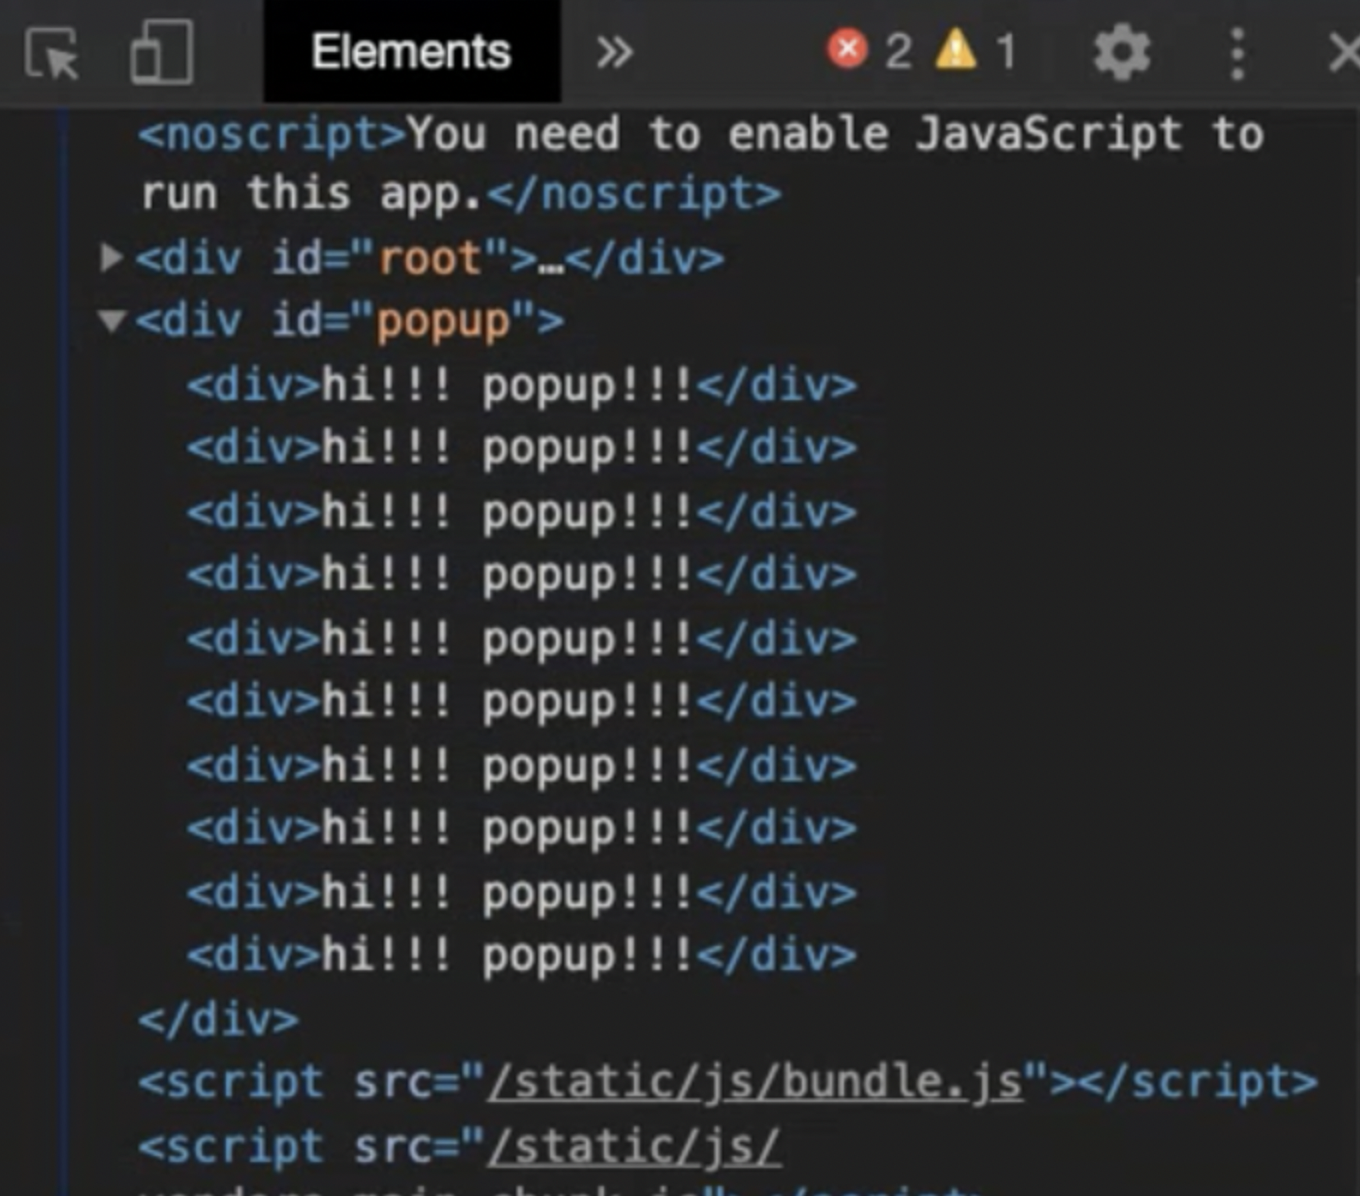 Elements » 2 1
<noscript>You need to enable JavaScript to
run this app.</noscript>
<div id="root">…</div>
<div id="popup">
<div>hi!!! popup!!!</div>
<div>hi!!! popup!!!</div>
<div>hi!!! popup!!!</div>
<div>hi!!! popup!!!</div>
<div>hi!!! popup!!!</div>
<div>hi!!! popup!!!</div>
<div>hi!!! popup!!!</div>
<div>hi!!! popup!!!</div>
<div>hi!!! popup!!!</div>
<div>hi!!! popup!!!</div>
</div>
<script src="/static/js/bundle.js"></script>
<script src="/static/js/